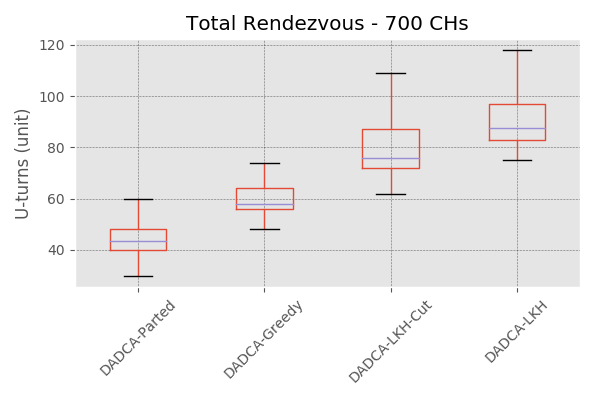 Total Rendezvous - 700 CHs
U-turns (unit)
120
100
80
60
40
DADCA-Parted
DADCA-Greedy
DADCA-LKH-Cut
DADCA-LKH